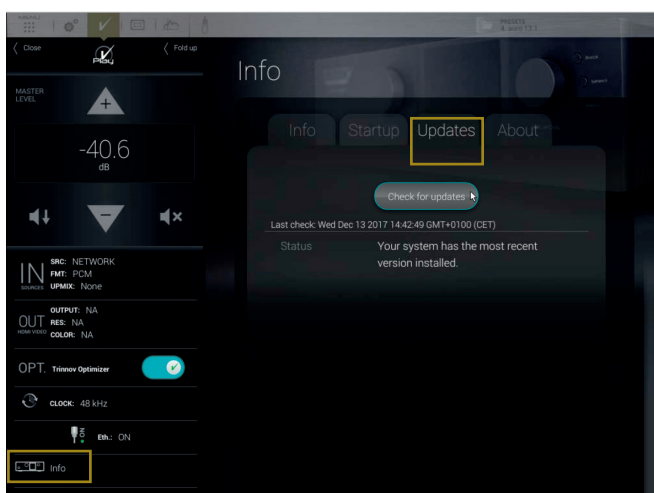 PRESETS
Close
Play
Fold up
Info
MASTER
LEVEL
+
-40.6
dB
-
IN
SOURCES
SRC: NETWORK
FMT: PCM
UPMIX: None
OUT
HDMI VIDEO
OUTPUT: NA
RES: NA
COLOR: NA
OPT. Trinnov Optimizer
CLOCK: 48 kHz
ON
Eth.: ON
Info
Info Startup Updates About
Check for updates
Last check: Wed Dec 13 2017 14:42:49 GMT+0100 (CET)
Status Your system has the most recent
version installed.